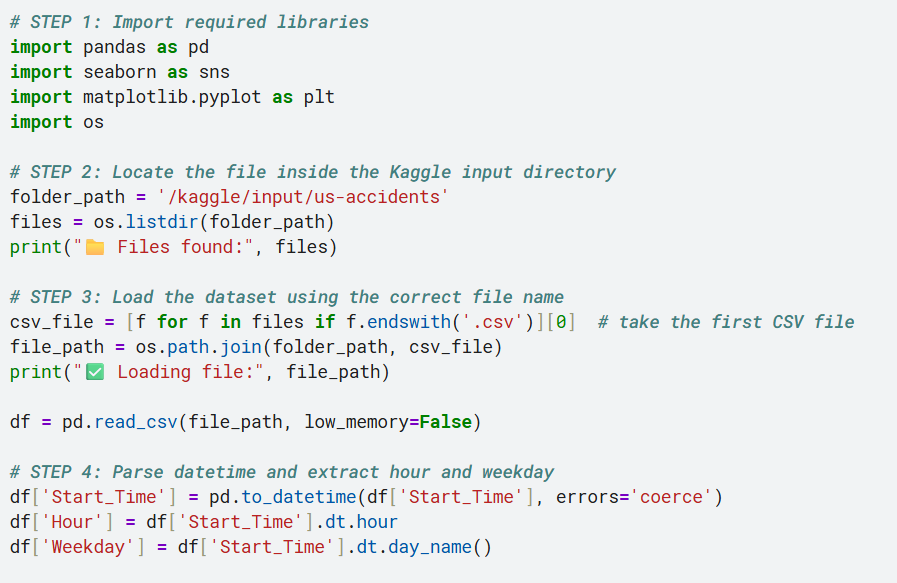 # STEP 1: Import required libraries
import pandas as pd
import seaborn as sns
import matplotlib.pyplot as plt
import os
# STEP 2: Locate the file inside the Kaggle input directory
folder_path = '/kaggle/input/us-accidents'
files = os.listdir(folder_path)
print("📁 Files found:", files)
# STEP 3: Load the dataset using the correct file name
csv_file = [f for f in files if f.endswith('.csv')][0]  # take the first CSV file
file_path = os.path.join(folder_path, csv_file)
print("✅ Loading file:", file_path)
df = pd.read_csv(file_path, low_memory=False)
# STEP 4: Parse datetime and extract hour and weekday
df['Start_Time'] = pd.to_datetime(df['Start_Time'], errors='coerce')
df['Hour'] = df['Start_Time'].dt.hour
df['Weekday'] = df['Start_Time'].dt.day_name()